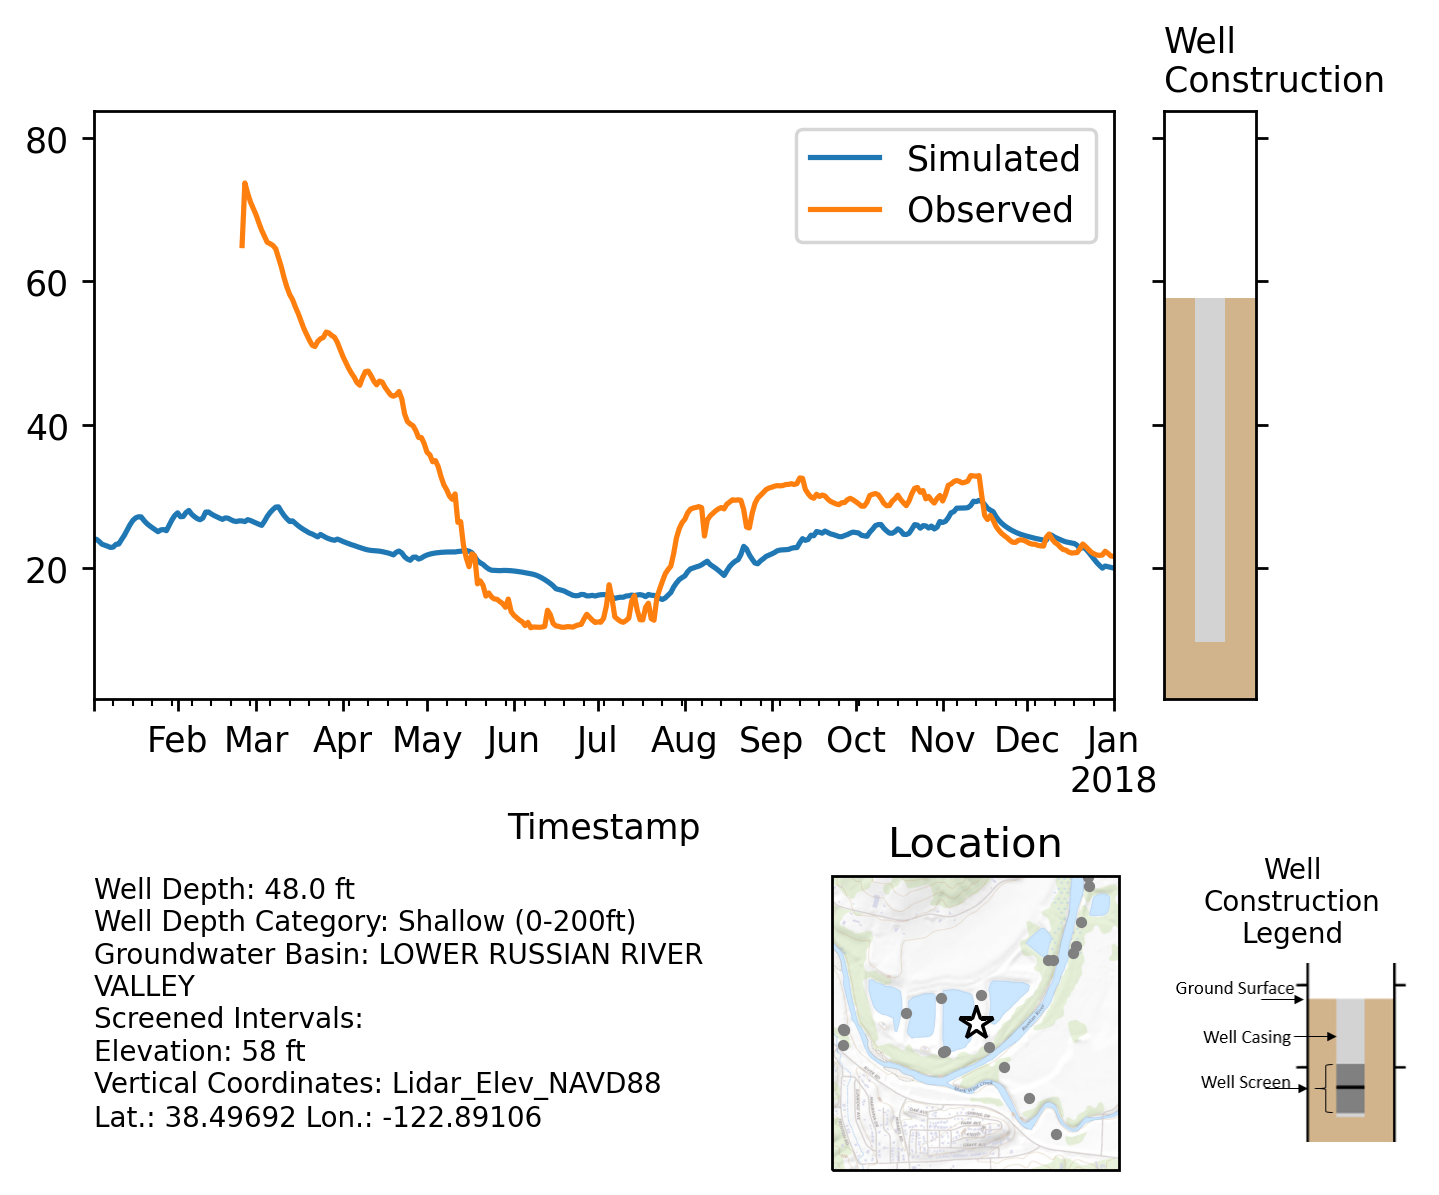 Well
Construction
80
60
40
20
Simulated
Observed
Feb Mar Apr May Jun Jul Aug Sep Oct Nov Dec Jan
2018
Timestamp
Well Depth: 48.0 ft
Well Depth Category: Shallow (0-200ft)
Groundwater Basin: LOWER RUSSIAN RIVER
VALLEY
Screened Intervals:
Elevation: 58 ft
Vertical Coordinates: Lidar_Elev_NAVD88
Lat.: 38.49692 Lon.: -122.89106
Location
Well
Construction
Legend
Ground Surface
Well Casing
Well Screen